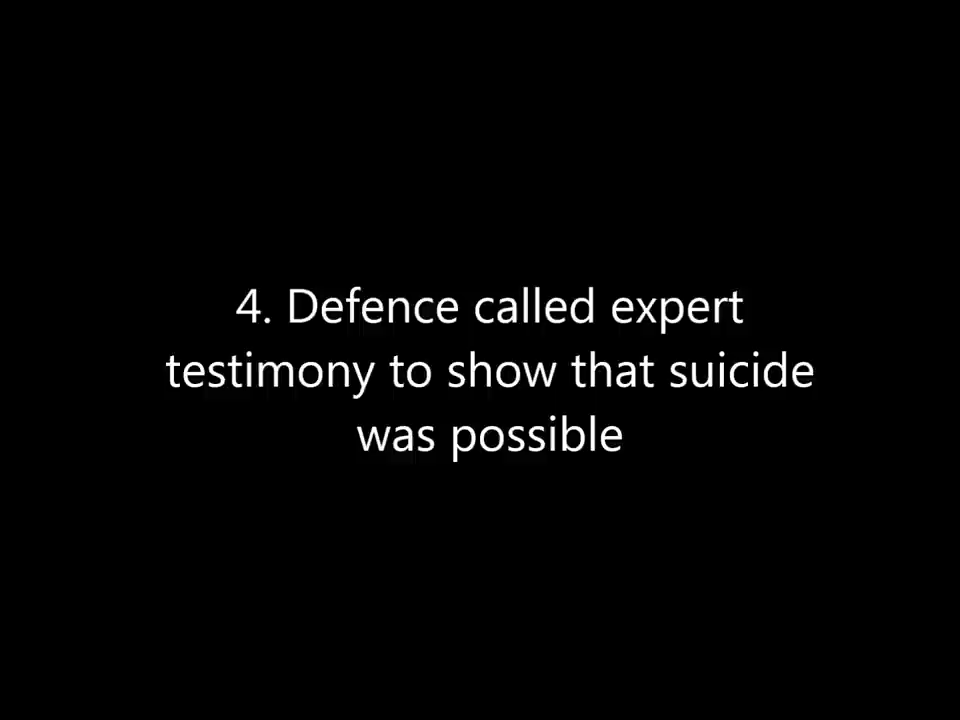 4. Defence called expert
testimony to show that suicide
was possible